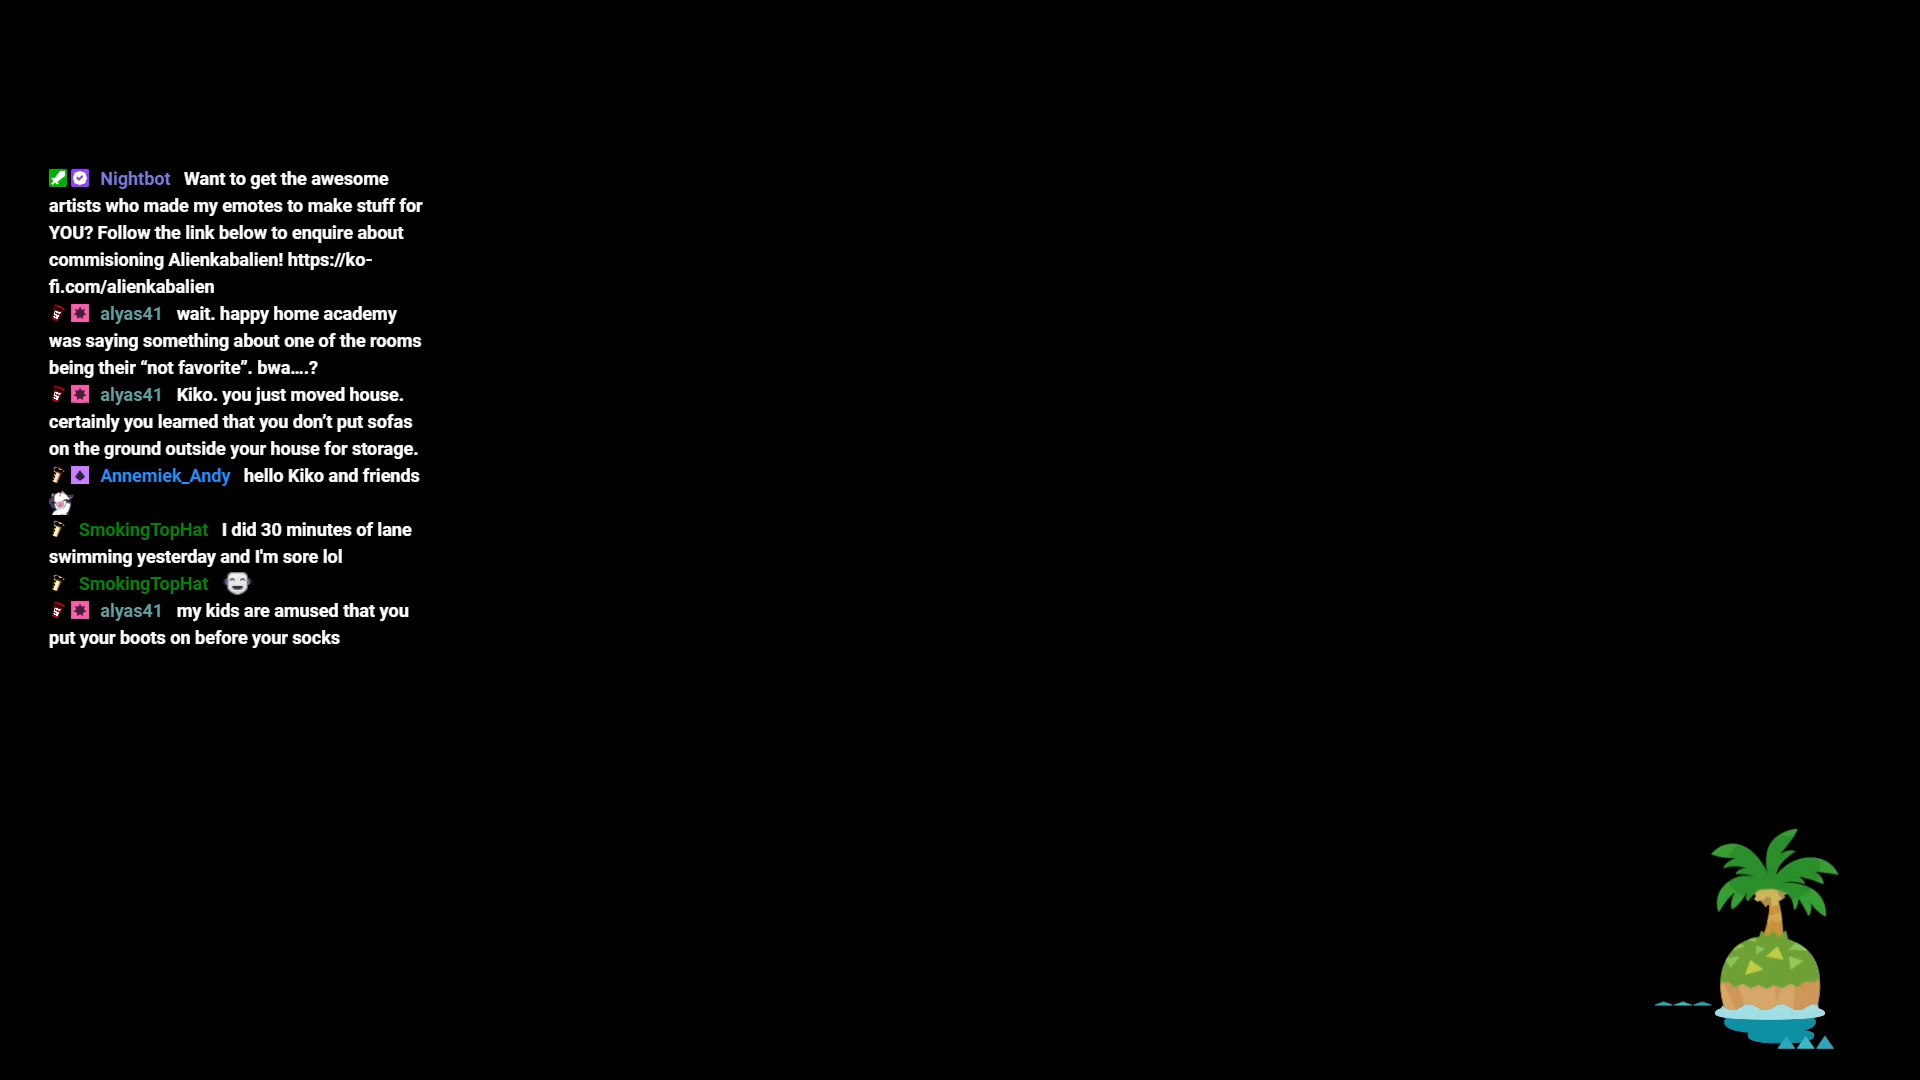 Nightbot Want to get the awesome
artists who made my emotes to make stuff for
YOU? Follow the link below to enquire about
commisioning Alienkabalien! https://ko-
fi.com/alienkabalien
alyas41 wait. happy home academy
was saying something about one of the rooms
being their “not favorite”. bwa….?
alyas41 Kiko. you just moved house.
certainly you learned that you don’t put sofas
on the ground outside your house for storage.
Annemiek_Andy hello Kiko and friends
SmokingTopHat I did 30 minutes of lane
swimming yesterday and I'm sore lol
SmokingTopHat
alyas41 my kids are amused that you
put your boots on before your socks